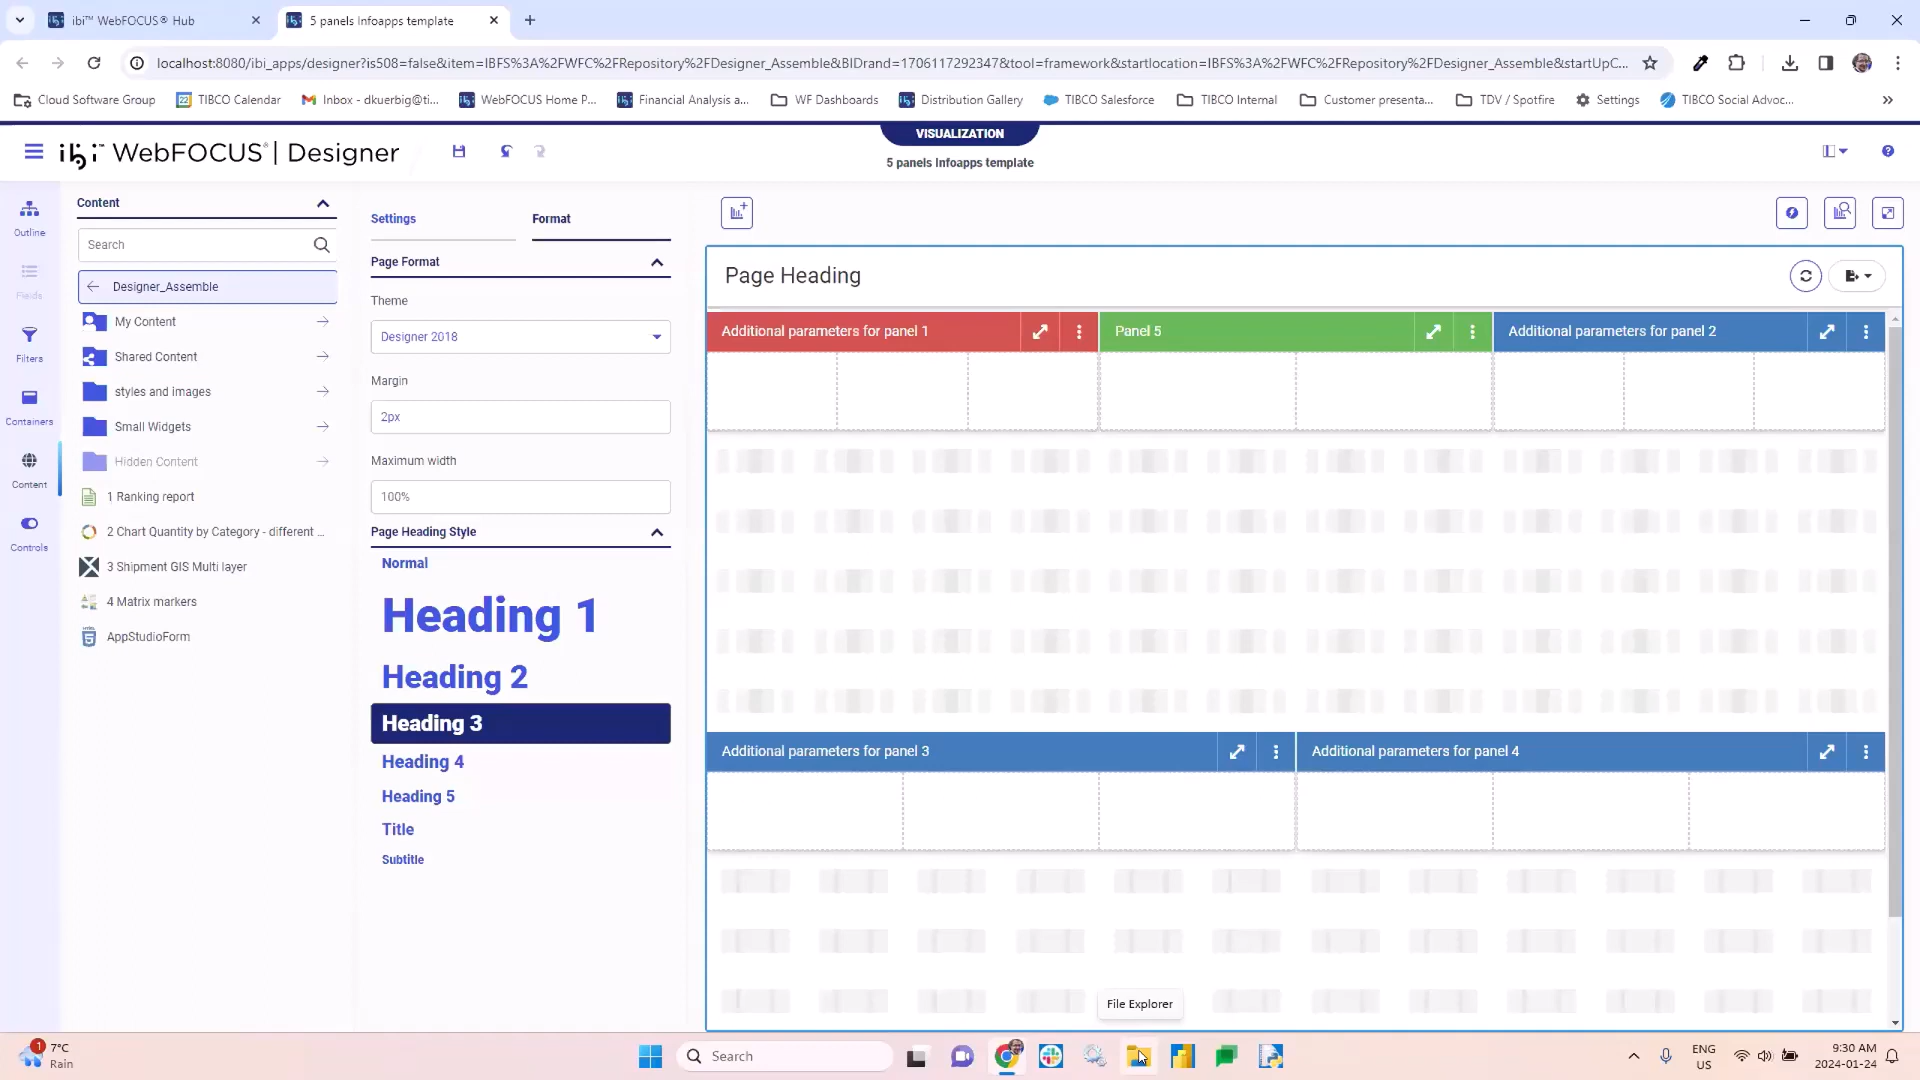 ibi™ WebFOCUS® Hub
5 panels Infoapps template
localhost:8080/ibi_apps/designer?is508=false&item=IBFS%3A%2FWFC%2FRepository%2FDesigner_Assemble&BIDrand=1706117292347&tool=framework&startlocation=IBFS%3A%2FWFC%2FRepository%2FDesigner_Assemble&startUpC...
Cloud Software Group
TIBCO Calendar
Inbox - dkuerbig@ti...
WebFOCUS Home P...
Financial Analysis a...
WF Dashboards
Distribution Gallery
TIBCO Salesforce
TIBCO Internal
Customer presenta...
TDV / Spotfire
Settings
TIBCO Social Advoc...
VISUALIZATION
ibi™ WebFOCUS® | Designer
5 panels Infoapps template
Outline
Fields
Filters
Containers
Content
Controls
Content
Search
Designer_Assemble
My Content
Shared Content
styles and images
Small Widgets
Hidden Content
1 Ranking report
2 Chart Quantity by Category - different ...
3 Shipment GIS Multi layer
4 Matrix markers
AppStudioForm
Settings
Format
Page Format
Theme
Designer 2018
Margin
2px
Maximum width
100%
Page Heading Style
Normal
Heading 1
Heading 2
Heading 3
Heading 4
Heading 5
Title
Subtitle
Page Heading
Additional parameters for panel 1
Panel 5
Additional parameters for panel 2
Additional parameters for panel 3
Additional parameters for panel 4
File Explorer
1
7°C
Rain
Search
ENG
US
9:30 AM
2024-01-24